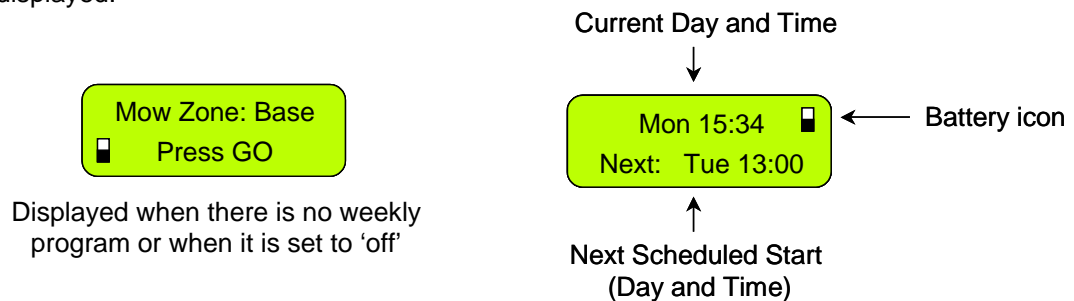 displayed.
Current Day and Time
Mow Zone: Base
Press GO
Displayed when there is no weekly
program or when it is set to ‘off’
Mon 15:34
Next: Tue 13:00
Battery icon
Next Scheduled Start
(Day and Time)